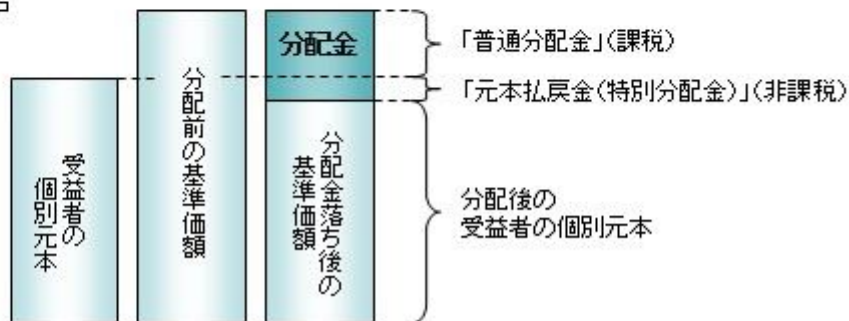 受益者の
個別元本
分配前の基準価額
分配金
分配金落ち後の
基準価額
「普通分配金」(課税)
「元本払戻金(特別分配金)」(非課税)
分配後の
受益者の個別元本